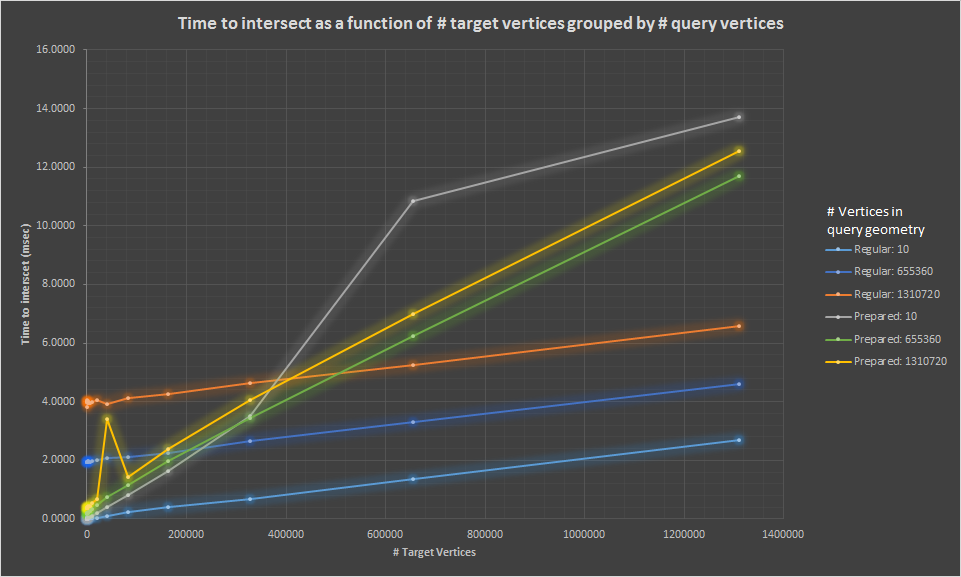 Time to intersect as a function of # target vertices grouped by # query vertices
16.0000
14.0000
12.0000
10.0000
8.0000
6.0000
4.0000
2.0000
0.0000
Time to interscet (msec)
0
200000
400000
600000
800000
1000000
1200000
1400000
# Target Vertices
# Vertices in
query geometry
Regular: 10
Regular: 655360
Regular: 1310720
Prepared: 10
Prepared: 655360
Prepared: 1310720